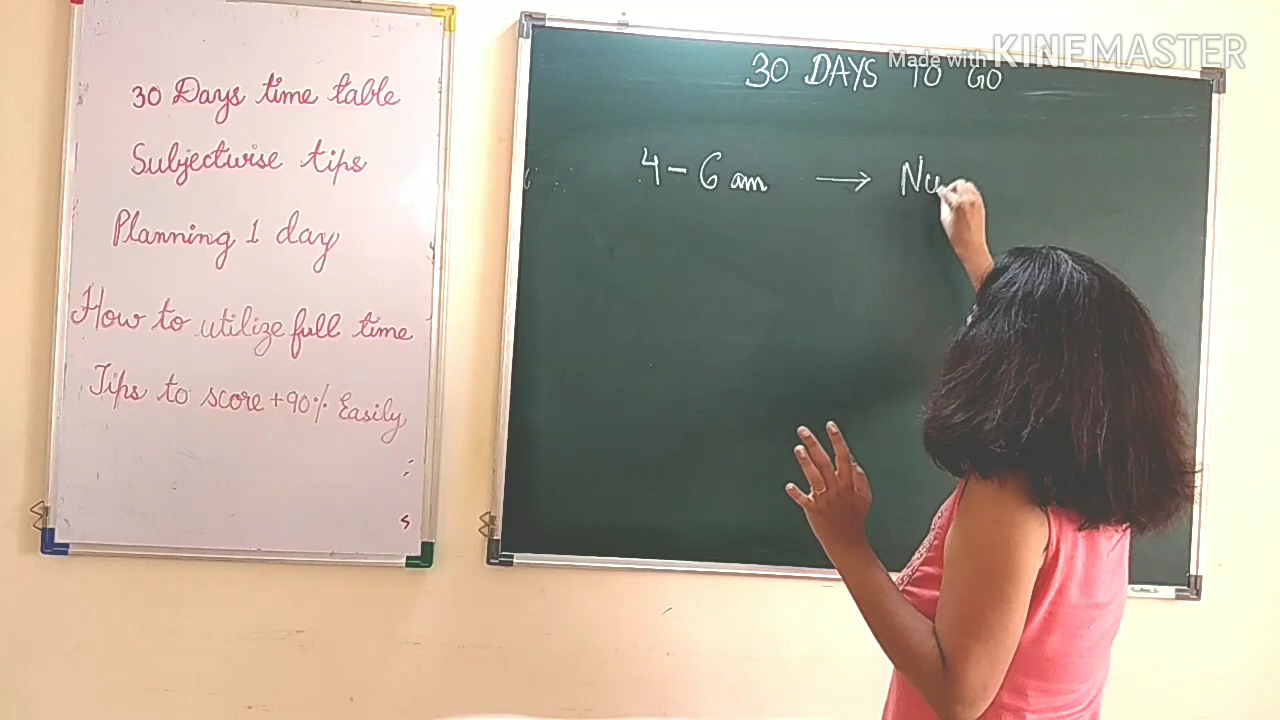 30 Days time table
Subjectwise tips
Planning 1 day
How to utilize full time
Tips to score +90% Easily
30 DAYS TO GO
4 - 6 am → Nu
Made with KINEMASTER